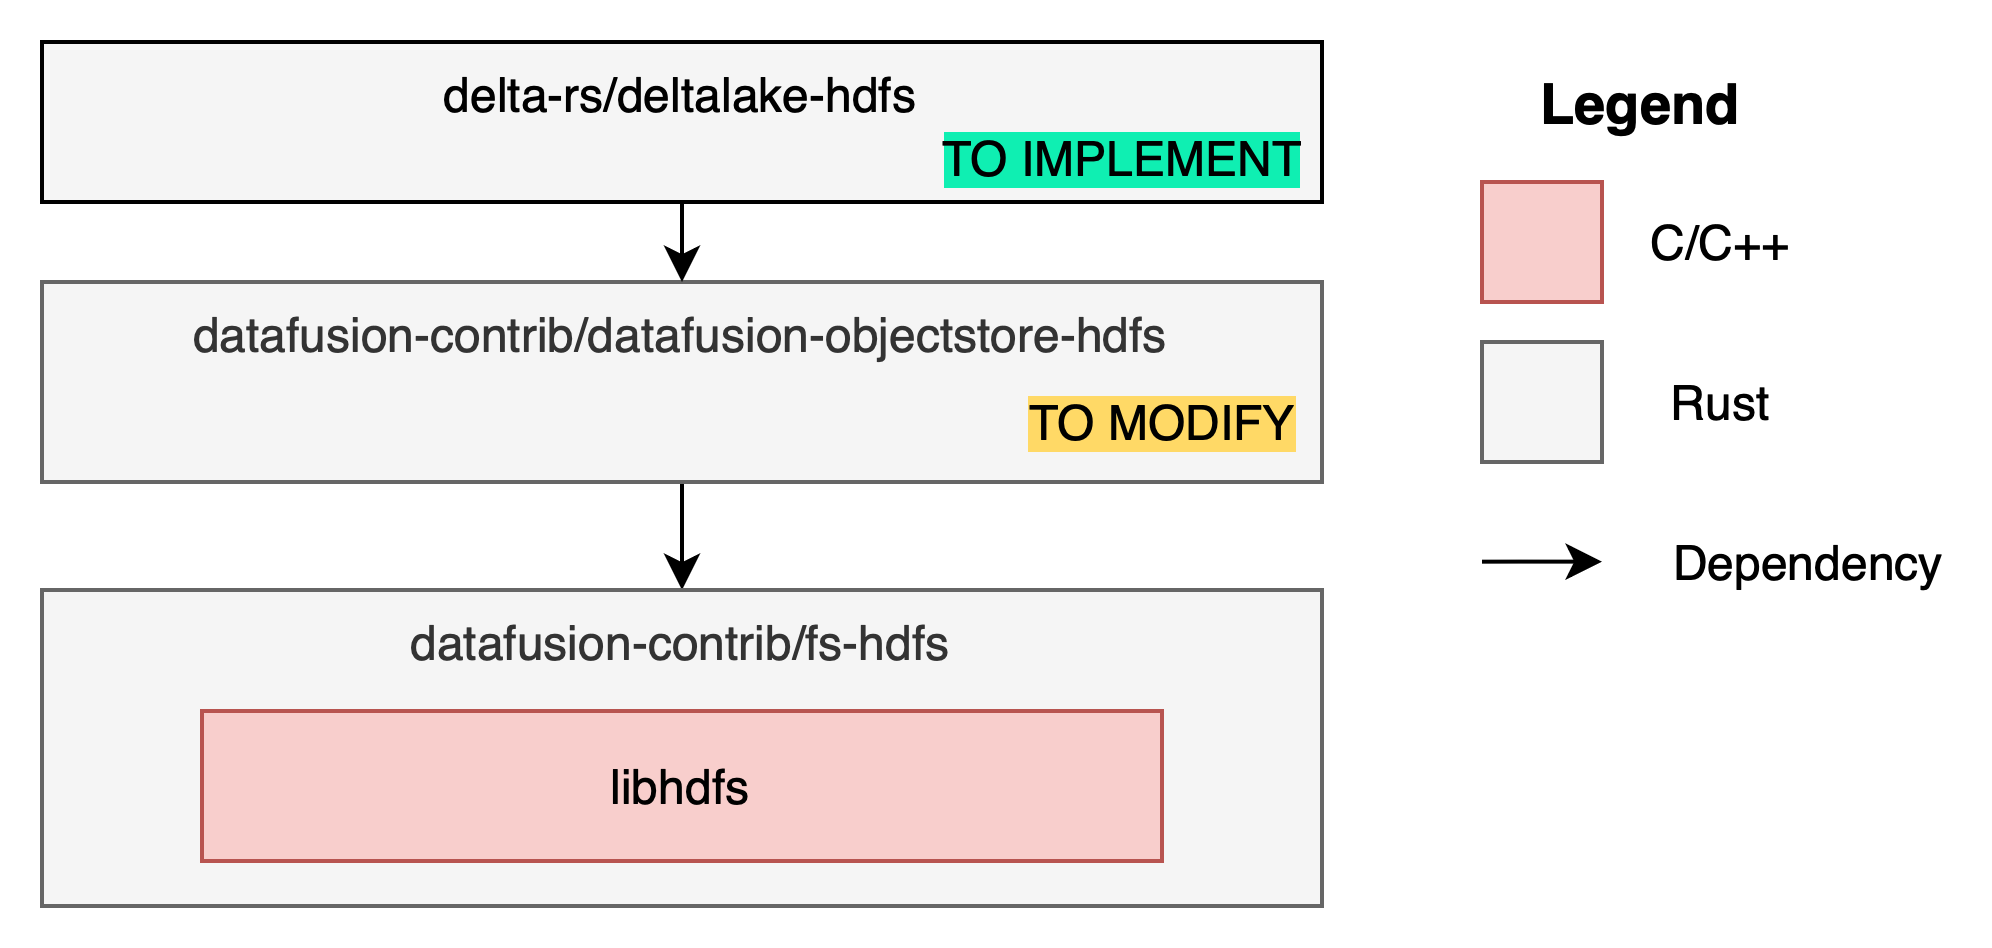 delta-rs/deltalake-hdfs
TO IMPLEMENT
datafusion-contrib/datafusion-objectstore-hdfs
TO MODIFY
datafusion-contrib/fs-hdfs
libhdfs
Legend
C/C++
Rust
Dependency